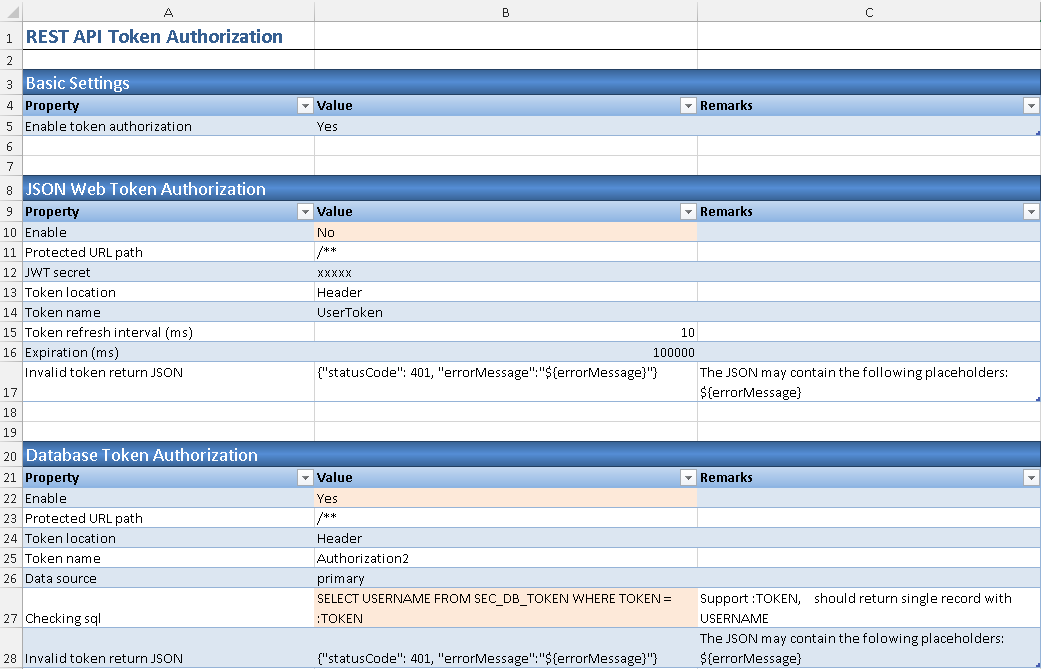 A B C
1 REST API Token Authorization
2
3 Basic Settings
4 Property Value Remarks
5 Enable token authorization Yes
6
7
8 JSON Web Token Authorization
9 Property Value Remarks
10 Enable No
11 Protected URL path /**
12 JWT secret xxxxx
13 Token location Header
14 Token name UserToken
15 Token refresh interval (ms) 10
16 Expiration (ms) 100000
Invalid token return JSON {"statusCode": 401, "errorMessage":"${errorMessage}"} The JSON may contain the following placeholders:
17 ${errorMessage}
18
19
20 Database Token Authorization
21 Property Value Remarks
22 Enable Yes
23 Protected URL path /**
24 Token location Header
25 Token name Authorization2
26 Data source primary
SELECT USERNAME FROM SEC_DB_TOKEN WHERE TOKEN = Support :TOKEN, should return single record with
27 Checking sql :TOKEN USERNAME
The JSON may contain the folowing placeholders:
28 Invalid token return JSON {"statusCode": 401, "errorMessage":"${errorMessage}"} ${errorMessage}